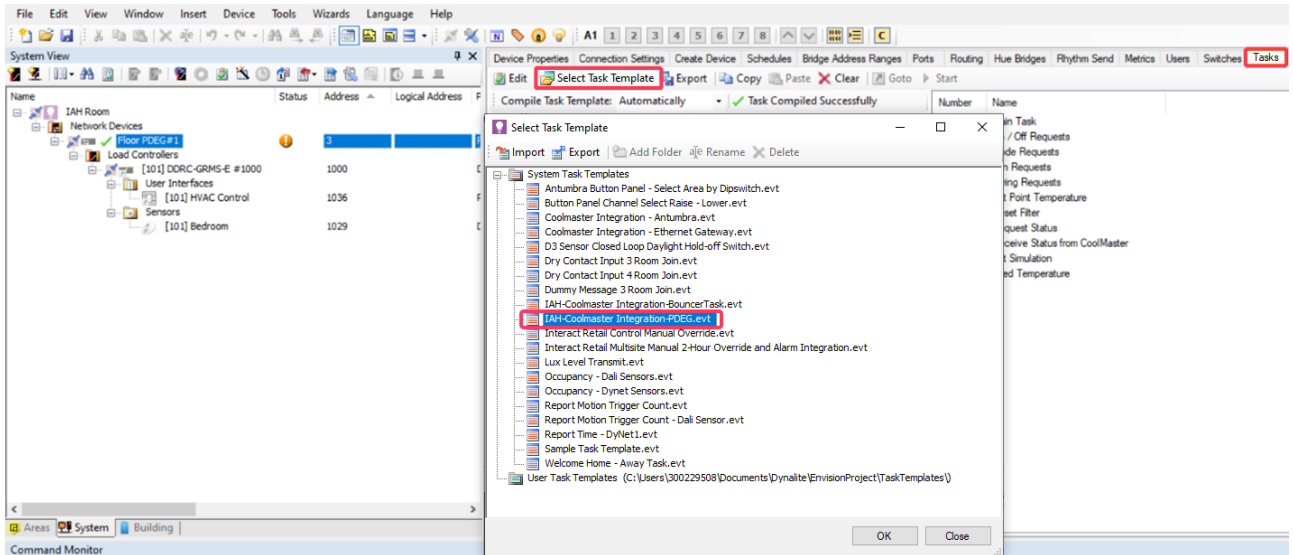 File Edit View Window Insert Device Tools Wizards Language Help
A1 1 2 3 4 5 6 7 8 C
System View
Device Properties Connection Settings Create Device Schedules Bridge Address Ranges Ports Routing Hue Bridges Rhythm Send Metrics Users Switches Tasks
Edit Select Task Template Export Copy Paste Clear Goto Start
Name Status Address Logical Address P
Compile Task Template: Automatically Task Compiled Successfully
Number Name
IAH Room
Network Devices
Floor PDEG#1 3
Load Controllers
[101] DDRC-GRMS-E #1000 1000
User Interfaces
[101] HVAC Control 1036
Sensors
[101] Bedroom 1029
Select Task Template
Import Export Add Folder Rename Delete
System Task Templates
Antumbra Button Panel - Select Area by Dipswitch.evt
Button Panel Channel Select Raise - Lower.evt
Coolmaster Integration - Antumbra.evt
Coolmaster Integration - Ethernet Gateway.evt
D3 Sensor Closed Loop Daylight Hold-off Switch.evt
Dry Contact Input 3 Room Join.evt
Dry Contact Input 4 Room Join.evt
Dummy Message 3 Room Join.evt
IAH-Coolmaster Integration-BouncerTask.evt
IAH-Coolmaster Integration-PDEG.evt
Interact Retail Control Manual Override.evt
Interact Retail Multisite Manual 2-Hour Override and Alarm Integration.evt
Lux Level Transmit.evt
Occupancy - Dali Sensors.evt
Occupancy - Dynet Sensors.evt
Report Motion Trigger Count.evt
Report Motion Trigger Count - Dali Sensor.evt
Report Time - DyNet1.evt
Sample Task Template.evt
Welcome Home - Away Task.evt
User Task Templates (C:\Users\300229508\Documents\Dynalite\EnvisionProject\TaskTemplates\)
OK Close
in Task
/ Off Requests
de Requests
n Requests
ving Requests
t Point Temperature
set Filter
quest Status
ceive Status from CoolMaster
t Simulation
ed Temperature
Areas System Building
Command Monitor